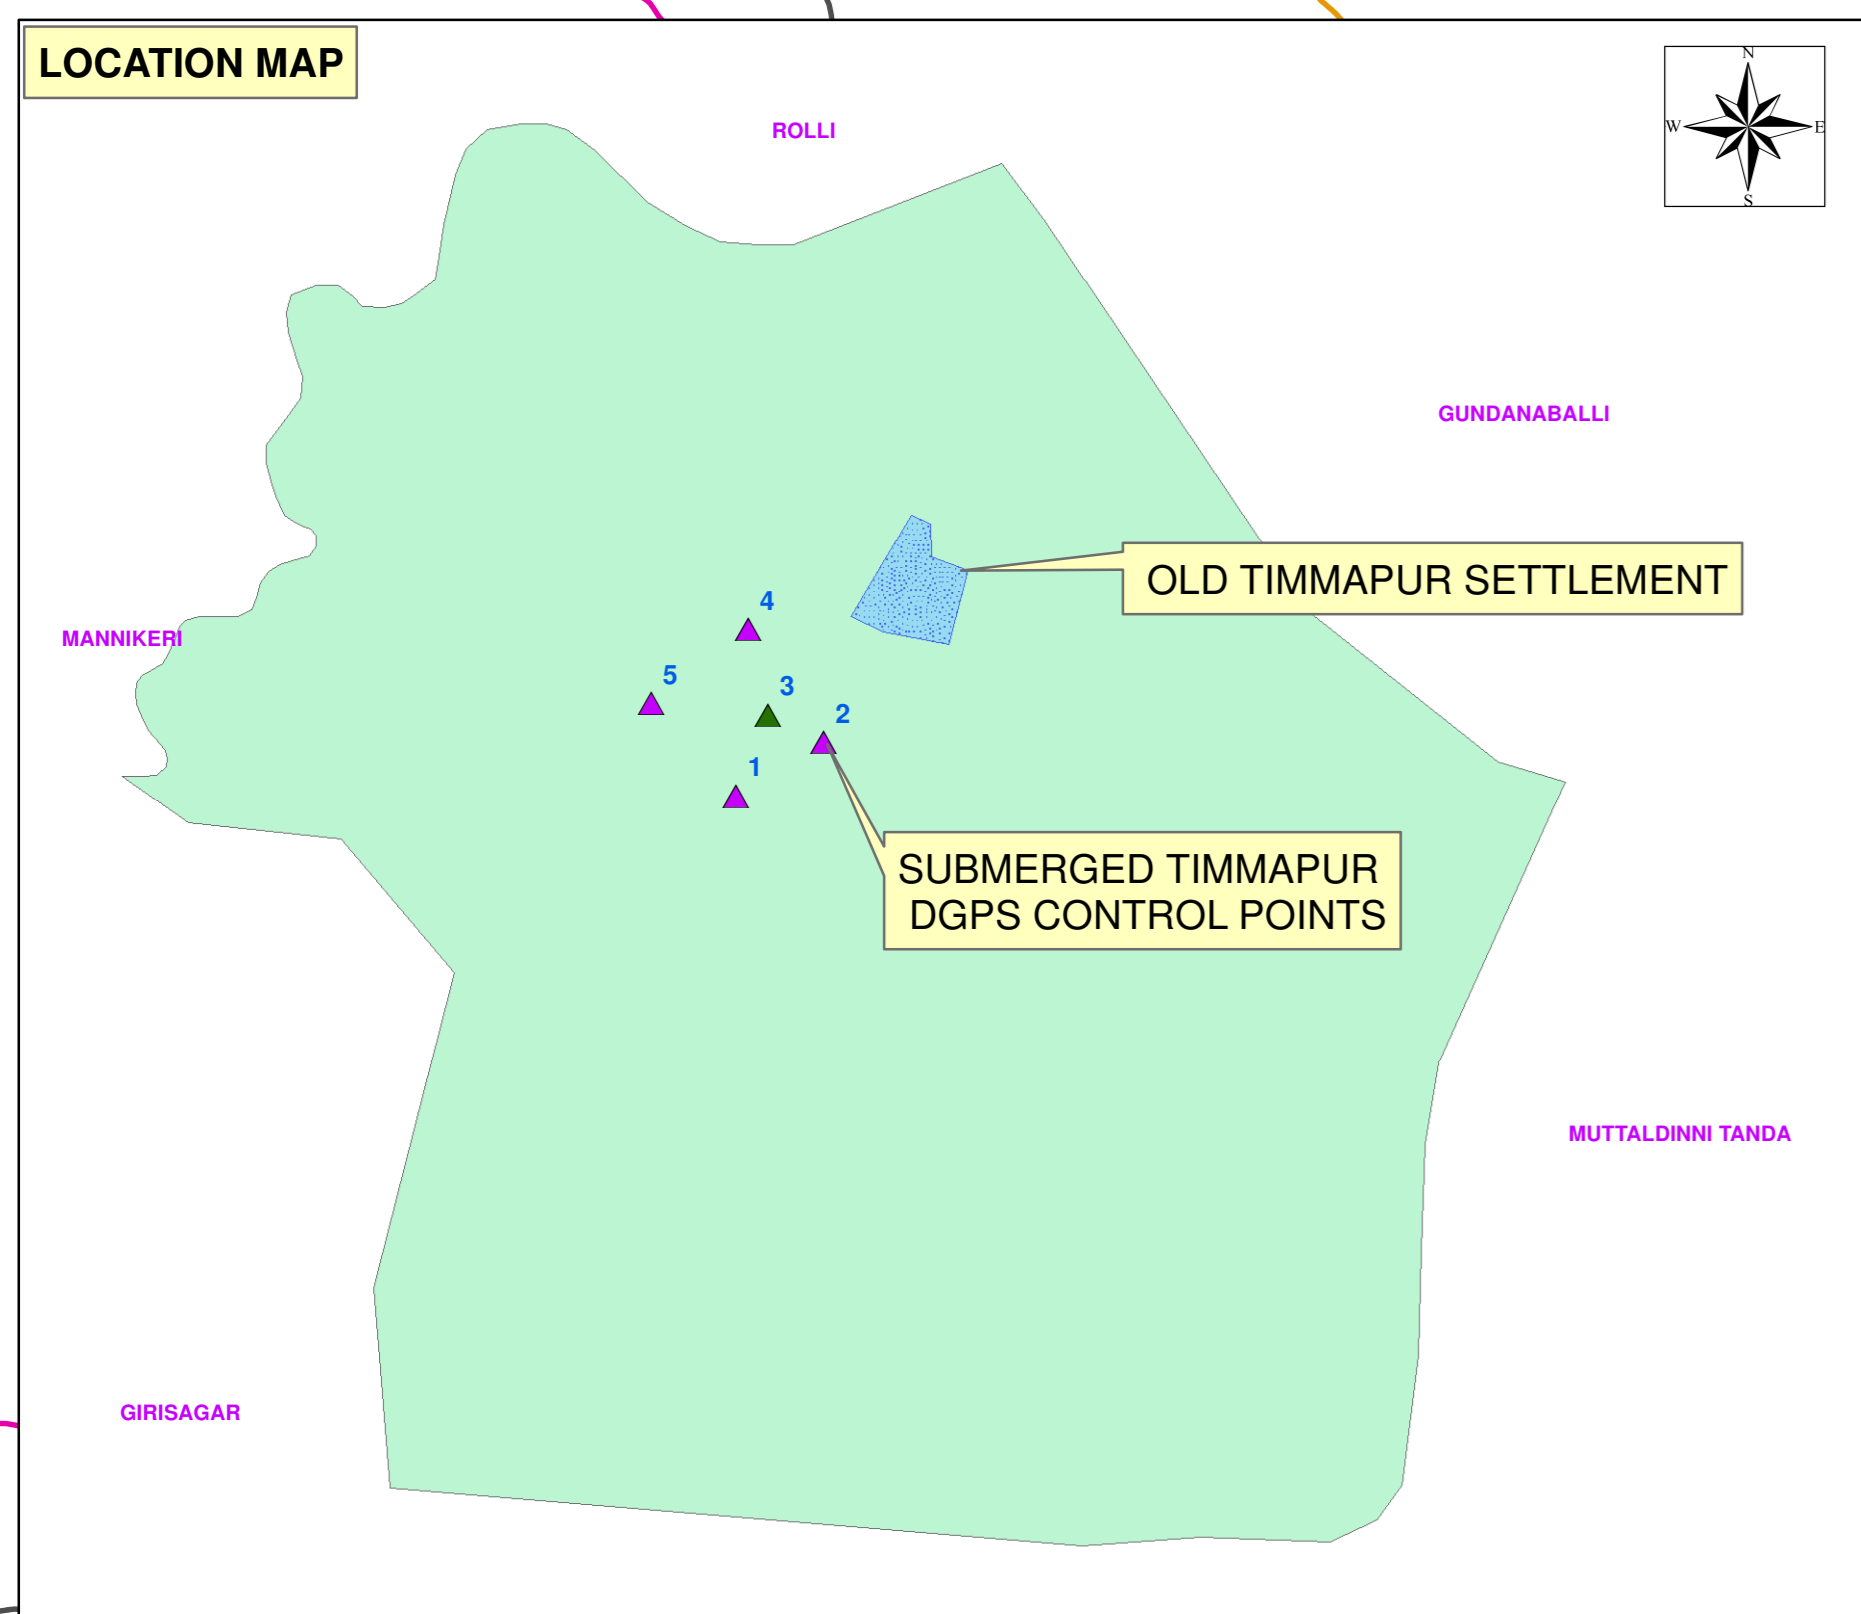 LOCATION MAP
N
W
E
S
ROLLI
GUNDANABALLI
OLD TIMMAPUR SETTLEMENT
4
MANNIKERI
5
3
2
1
SUBMERGED TIMMAPUR
DGPS CONTROL POINTS
MUTTALDINNI TANDA
GIRISAGAR